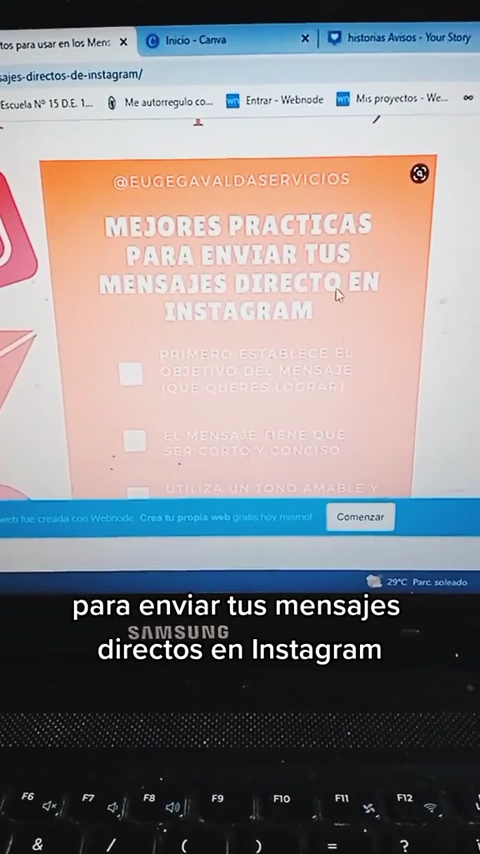 tos para usar en los Mens
Inicio - Canva
historias Avisos - Your Story
sajes-directos-de-instagram/
Escuela Nº 15 D.E. 1...
Me autorregulo co...
Entrar - Webnode
Mis proyectos - We...
@EUGEGAVALDASERVICIOS
MEJORES PRACTICAS
PARA ENVIAR TUS
MENSAJES DIRECTO EN
INSTAGRAM
PRIMERO ESTABLECE EL
OBJETIVO DEL MENSAJE
(QUE QUERES LOGRAR)
EL MENSAJE TIENE QUE
SER CORTO Y CONCISO
UTILIZA UN TONO AMABLE Y
web fue creada con Webnode. Crea tu propia web gratis hoy mismo!
Comenzar
29°C Parc. soleado
para enviar tus mensajes
SAMSUNG
directos en Instagram
F6
F7
F8
F9
F10
F11
F12
&
/
(
)
=
?